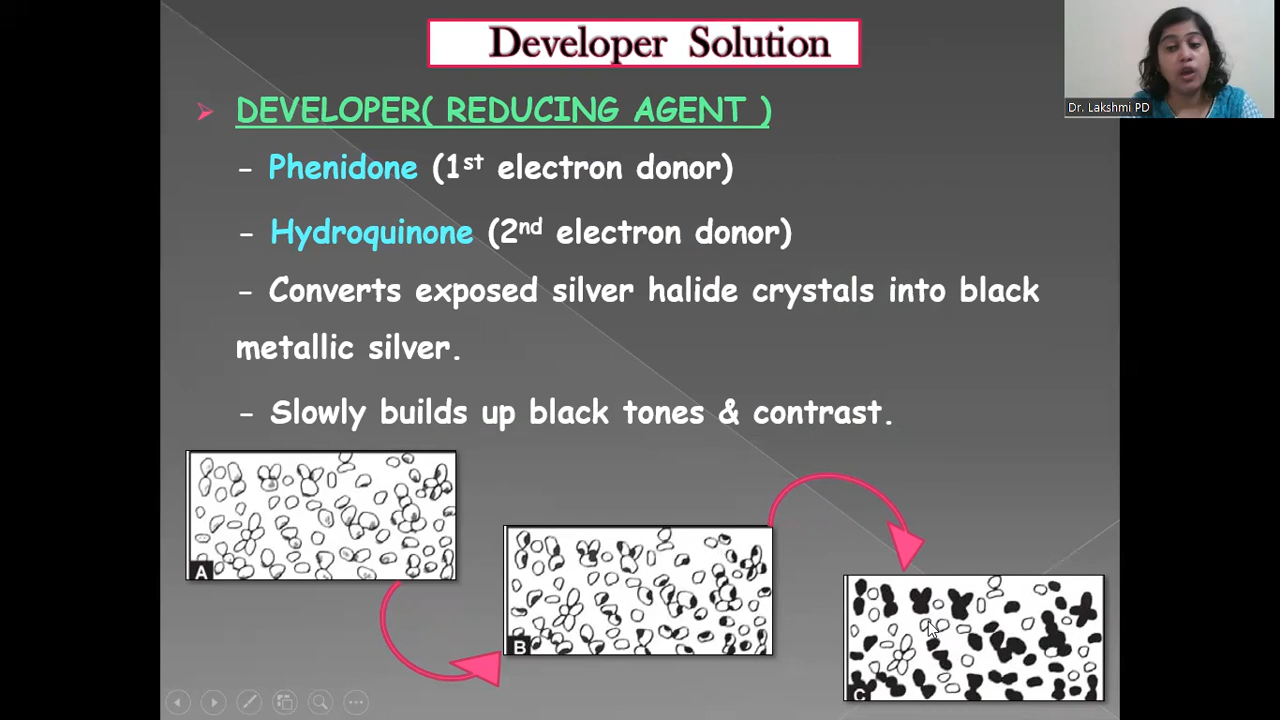 Developer Solution
Dr. Lakshmi PD
DEVELOPER( REDUCING AGENT )
- Phenidone (1st electron donor)
- Hydroquinone (2nd electron donor)
- Converts exposed silver halide crystals into black
metallic silver.
- Slowly builds up black tones & contrast.
A
B
C